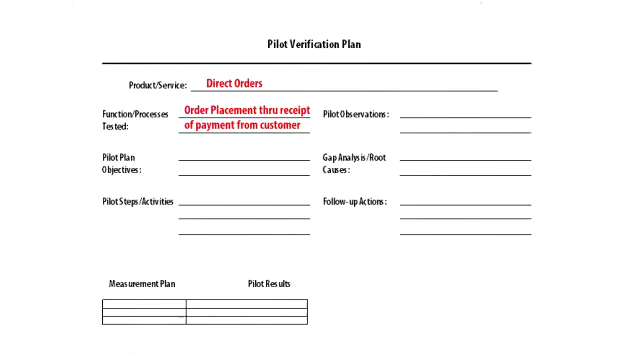 Pilot Verification Plan
Product/Service: Direct Orders
Function/Processes Tested: Order Placement thru receipt of payment from customer
Pilot Observations:
Pilot Plan Objectives:
Gap Analysis/Root Causes:
Pilot Steps/Activities
Follow-up Actions:
Measurement Plan
Pilot Results